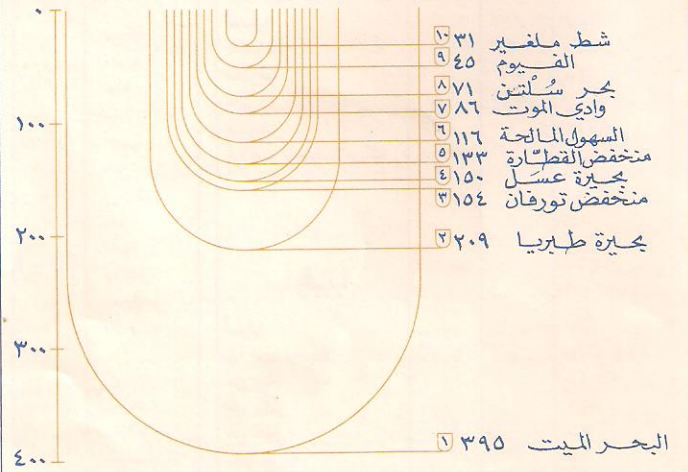 ٠
١٠٠
٢٠٠
٣٠٠
٤٠٠
١٠ ٣١ شط ملغير
٩ ٤٥ الفيوم
٨ ٧١ بحر سُلْتن
٧ ٨٦ وادي الموت
٦ ١١٦ السهول المالحة
٥ ١٣٣ منخفض القطّارة
٤ ١٥٠ بحيرة عسَل
٣ ١٥٤ منخفض تورفان
٢ ٢٠٩ بحيرة طبريا
١ ٣٩٥ البحر الميت